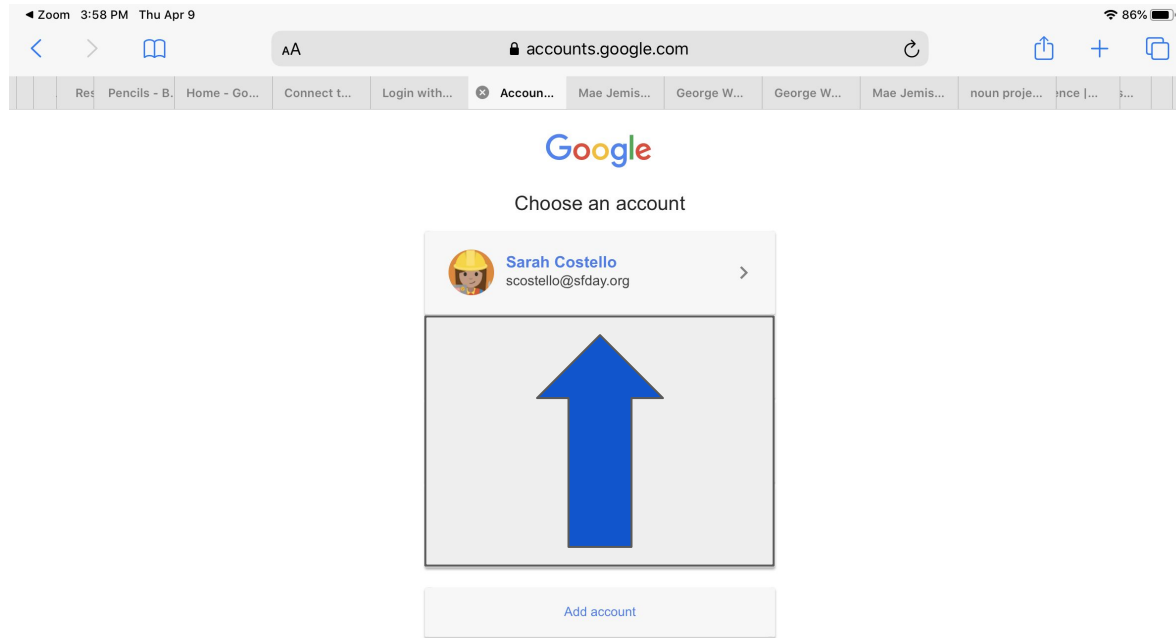 ◄ Zoom 3:58 PM Thu Apr 9 86%
AA accounts.google.com
Res Pencils - B. Home - Go... Connect t... Login with... Accoun... Mae Jemis... George W... George W... Mae Jemis... noun proje... ence |...
Google
Choose an account
Sarah Costello
scostello@sfday.org
Add account